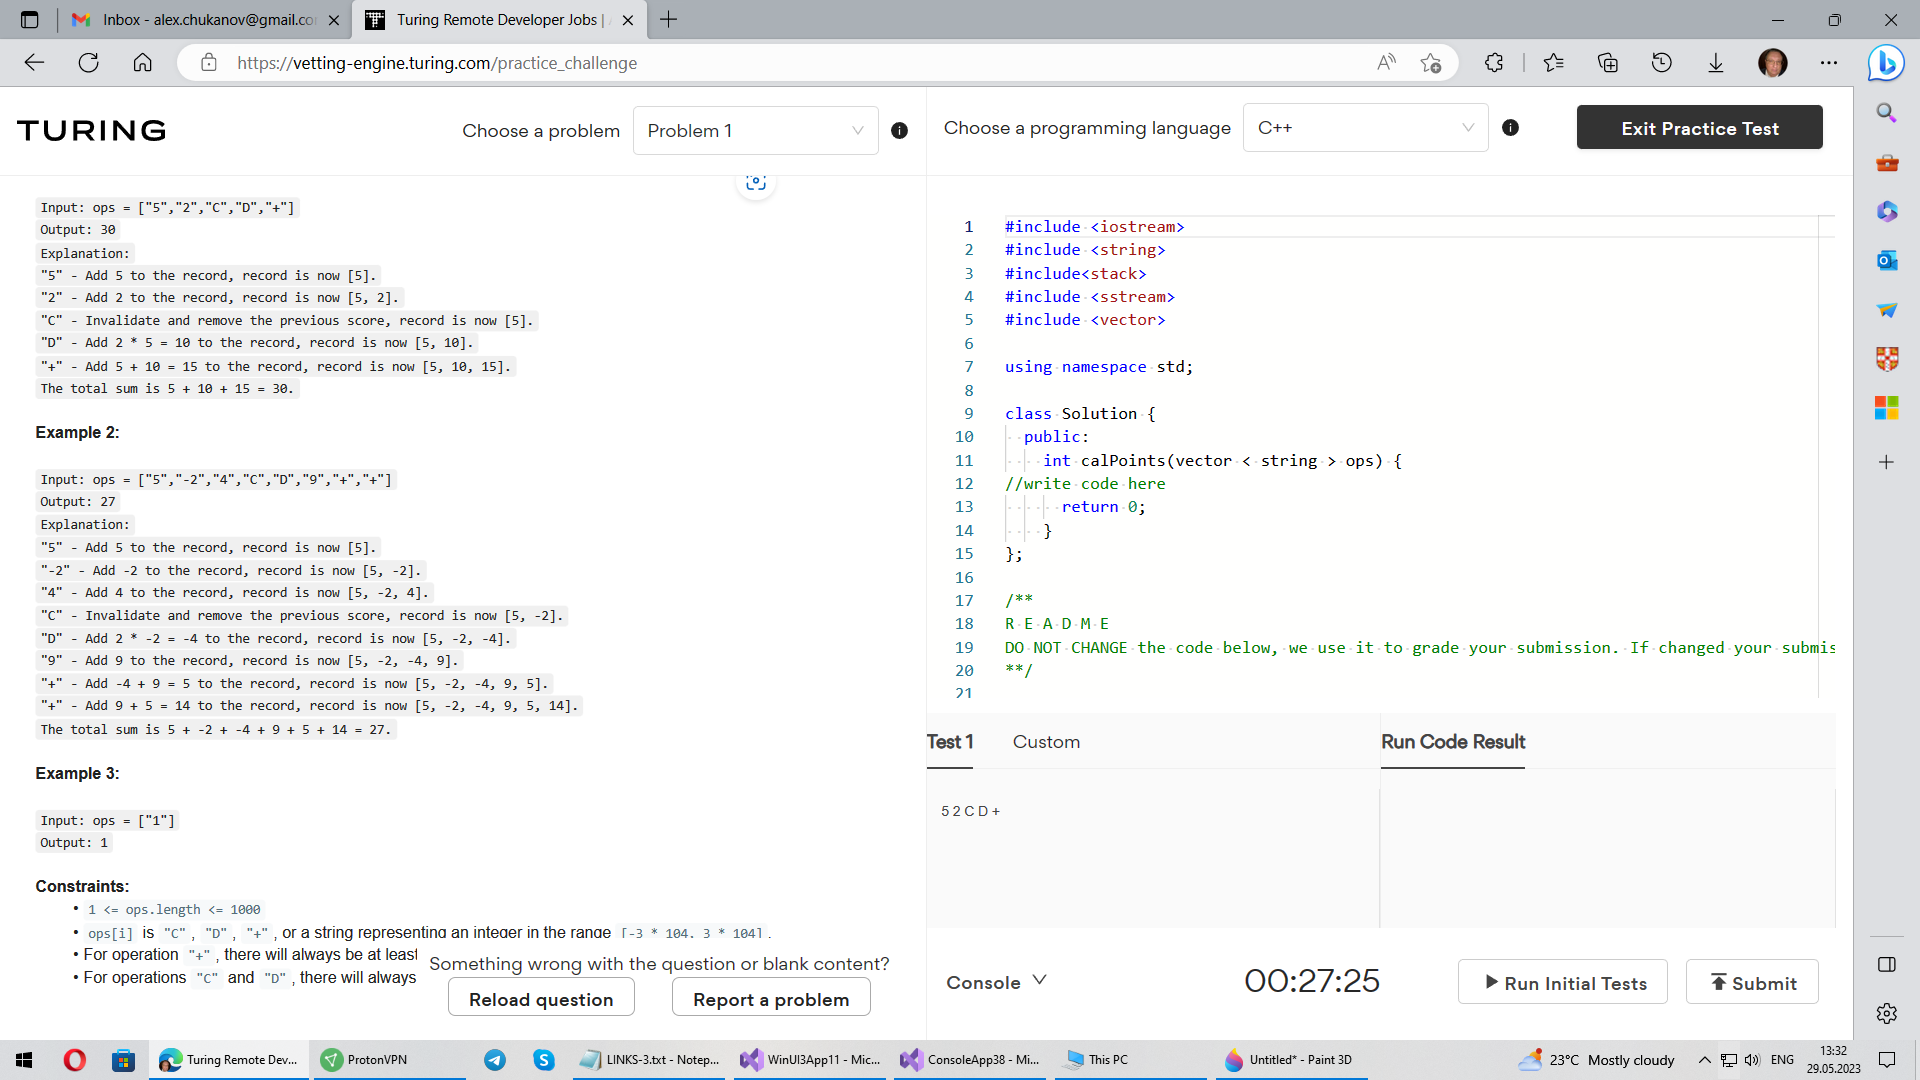 Inbox - alex.chukanov@gmail.co
Turing Remote Developer Jobs |
https://vetting-engine.turing.com/practice_challenge
TURING
Choose a problem
Problem 1
Choose a programming language
C++
Exit Practice Test
Input: ops = ["5","2","C","D","+"]
Output: 30
Explanation:
"5" - Add 5 to the record, record is now [5].
"2" - Add 2 to the record, record is now [5, 2].
"C" - Invalidate and remove the previous score, record is now [5].
"D" - Add 2 * 5 = 10 to the record, record is now [5, 10].
"+" - Add 5 + 10 = 15 to the record, record is now [5, 10, 15].
The total sum is 5 + 10 + 15 = 30.
Example 2:
Input: ops = ["5","-2","4","C","D","9","+","+"]
Output: 27
Explanation:
"5" - Add 5 to the record, record is now [5].
"-2" - Add -2 to the record, record is now [5, -2].
"4" - Add 4 to the record, record is now [5, -2, 4].
"C" - Invalidate and remove the previous score, record is now [5, -2].
"D" - Add 2 * -2 = -4 to the record, record is now [5, -2, -4].
"9" - Add 9 to the record, record is now [5, -2, -4, 9].
"+" - Add -4 + 9 = 5 to the record, record is now [5, -2, -4, 9, 5].
"+" - Add 9 + 5 = 14 to the record, record is now [5, -2, -4, 9, 5, 14].
The total sum is 5 + -2 + -4 + 9 + 5 + 14 = 27.
Example 3:
Input: ops = ["1"]
Output: 1
Constraints:
• 1 <= ops.length <= 1000
• ops[i] is "C", "D", "+", or a string representing an integer in the range [-3 * 104, 3 * 104].
• For operation "+", there will always be at least
• For operations "C" and "D", there will always
Something wrong with the question or blank content?
Reload question
Report a problem
1 #include <iostream>
2 #include <string>
3 #include<stack>
4 #include <sstream>
5 #include <vector>
6
7 using namespace std;
8
9 class Solution {
10 public:
11 int calPoints(vector < string > ops) {
12 //write code here
13 return 0;
14 }
15 };
16
17 /**
18 R E A D M E
19 DO NOT CHANGE the code below, we use it to grade your submission. If changed your submis
20 **/
21
Test 1
Custom
Run Code Result
5 2 C D +
Console
00:27:25
Run Initial Tests
Submit
Turing Remote Dev...
ProtonVPN
LINKS-3.txt - Notep...
WinUI3App11 - Mic...
ConsoleApp38 - Mi...
This PC
Untitled* - Paint 3D
23°C Mostly cloudy
ENG
13:32
29.05.2023